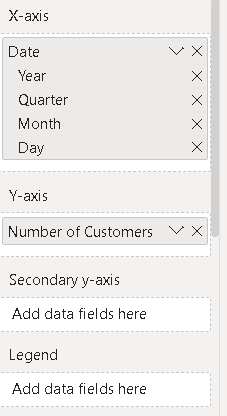 X-axis
Date
Year
Quarter
Month
Day
Y-axis
Number of Customers
Secondary y-axis
Add data fields here
Legend
Add data fields here